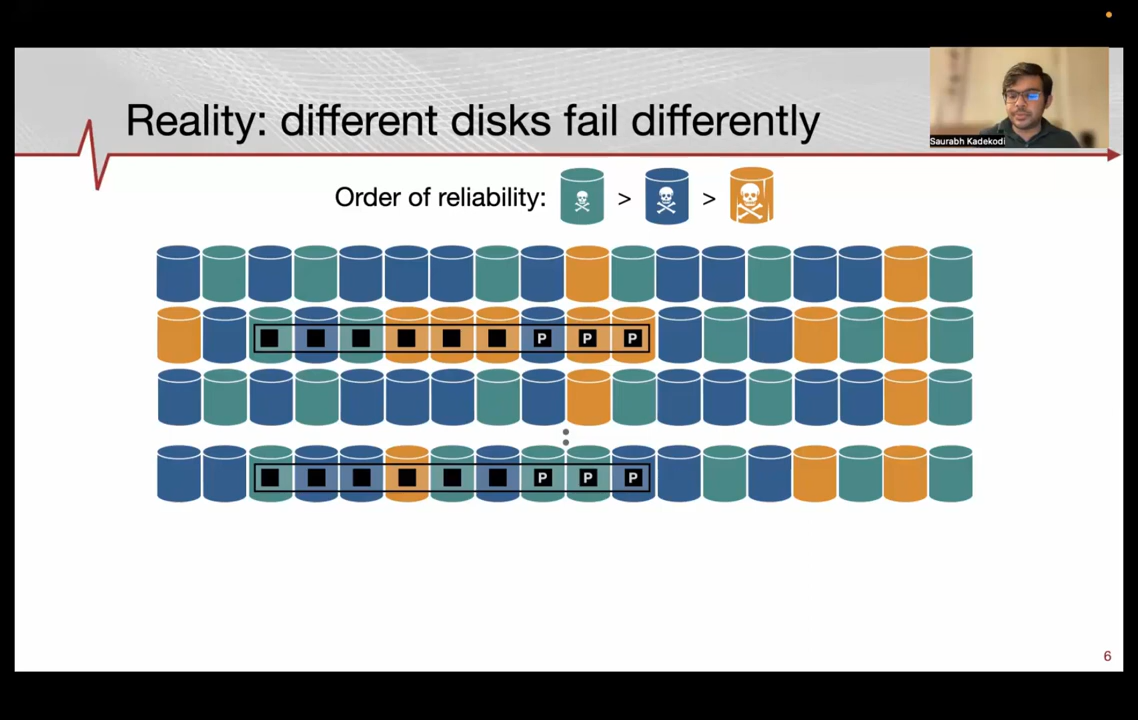 Reality: different disks fail differently
Saurabh Kadekodi
Order of reliability: > >
P P P
P P P
6